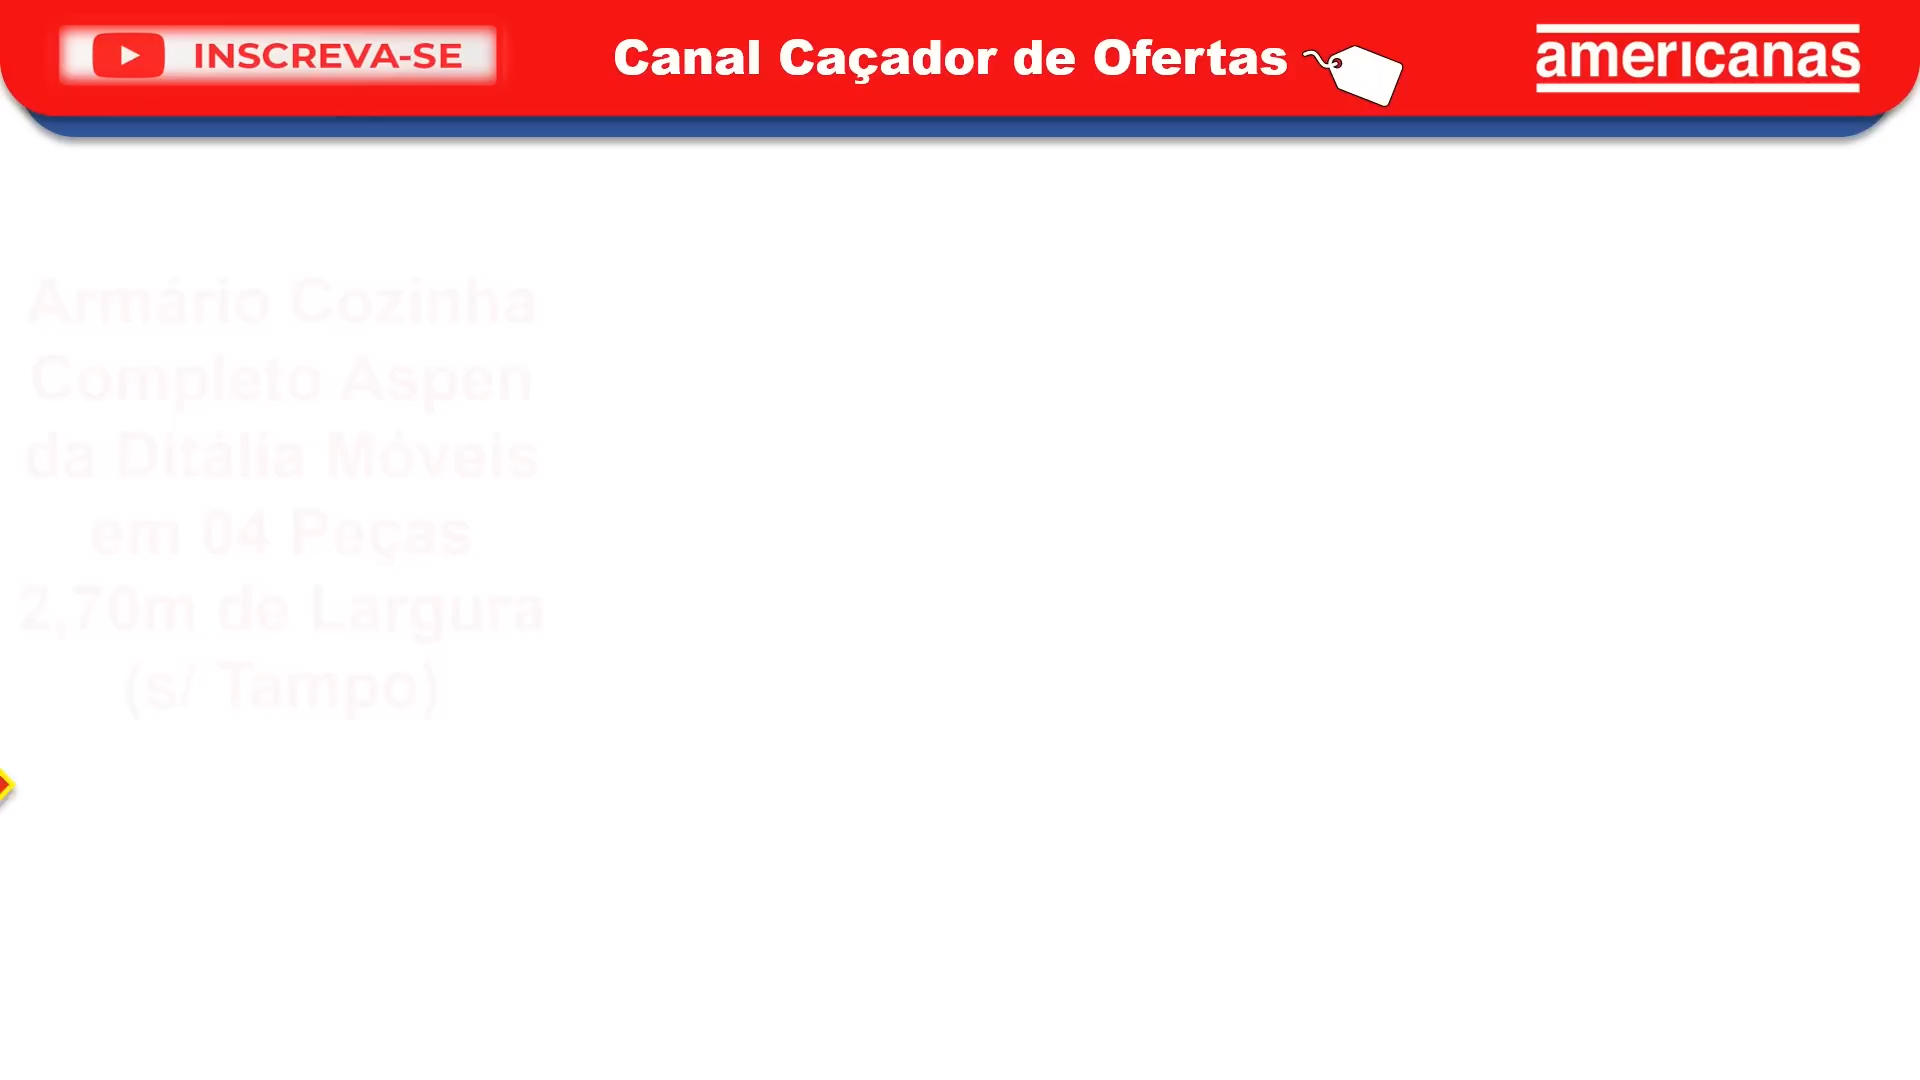 INSCREVA-SE
Canal Caçador de Ofertas
americanas
Armário Cozinha
Completo Aspen
da Ditália Móveis
em 04 Peças
2,70m de Largura
(s/ Tampo)